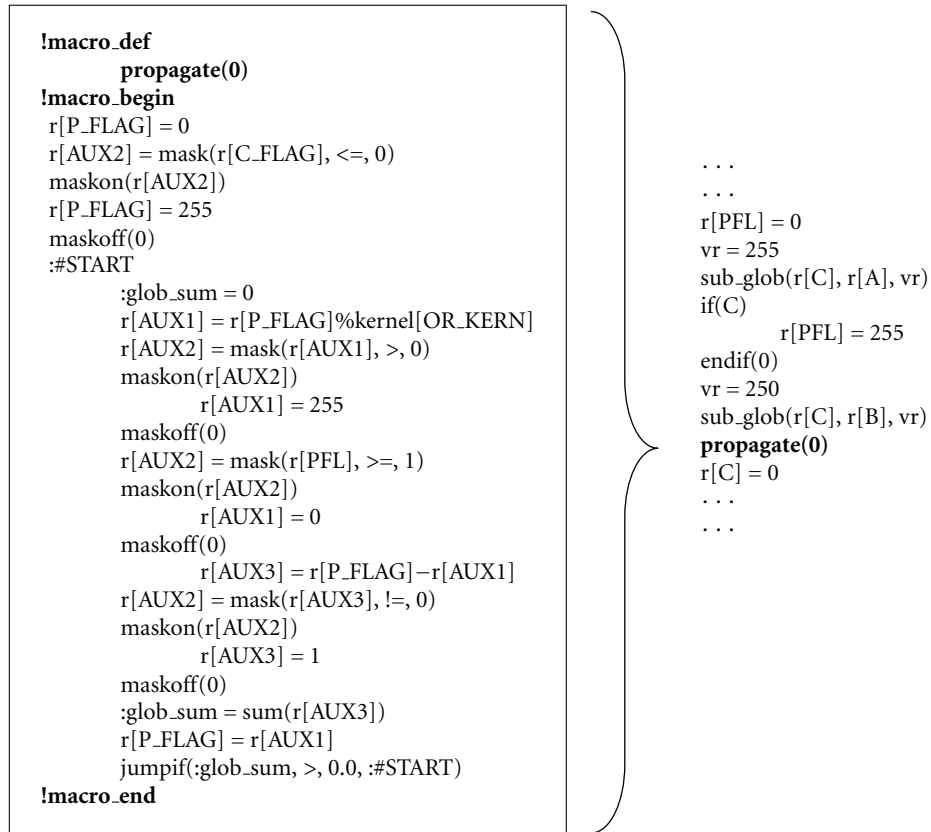 !macro_def
propagate(0)
!macro_begin
r[P_FLAG] = 0
r[AUX2] = mask(r[C_FLAG], <=, 0)
maskon(r[AUX2])
r[P_FLAG] = 255
maskoff(0)
:#START
:glob_sum = 0
r[AUX1] = r[P_FLAG]%kernel[OR_KERN]
r[AUX2] = mask(r[AUX1], >, 0)
maskon(r[AUX2])
r[AUX1] = 255
maskoff(0)
r[AUX2] = mask(r[PFL], >=, 1)
maskon(r[AUX2])
r[AUX1] = 0
maskoff(0)
r[AUX3] = r[P_FLAG]−r[AUX1]
r[AUX2] = mask(r[AUX3], !=, 0)
maskon(r[AUX2])
r[AUX3] = 1
maskoff(0)
:glob_sum = sum(r[AUX3])
r[P_FLAG] = r[AUX1]
jumpif(:glob_sum, >, 0.0, :#START)
!macro_end
. . .
. . .
r[PFL] = 0
vr = 255
sub_glob(r[C], r[A], vr)
if(C)
r[PFL] = 255
endif(0)
vr = 250
sub_glob(r[C], r[B], vr)
propagate(0)
r[C] = 0
. . .
. . .